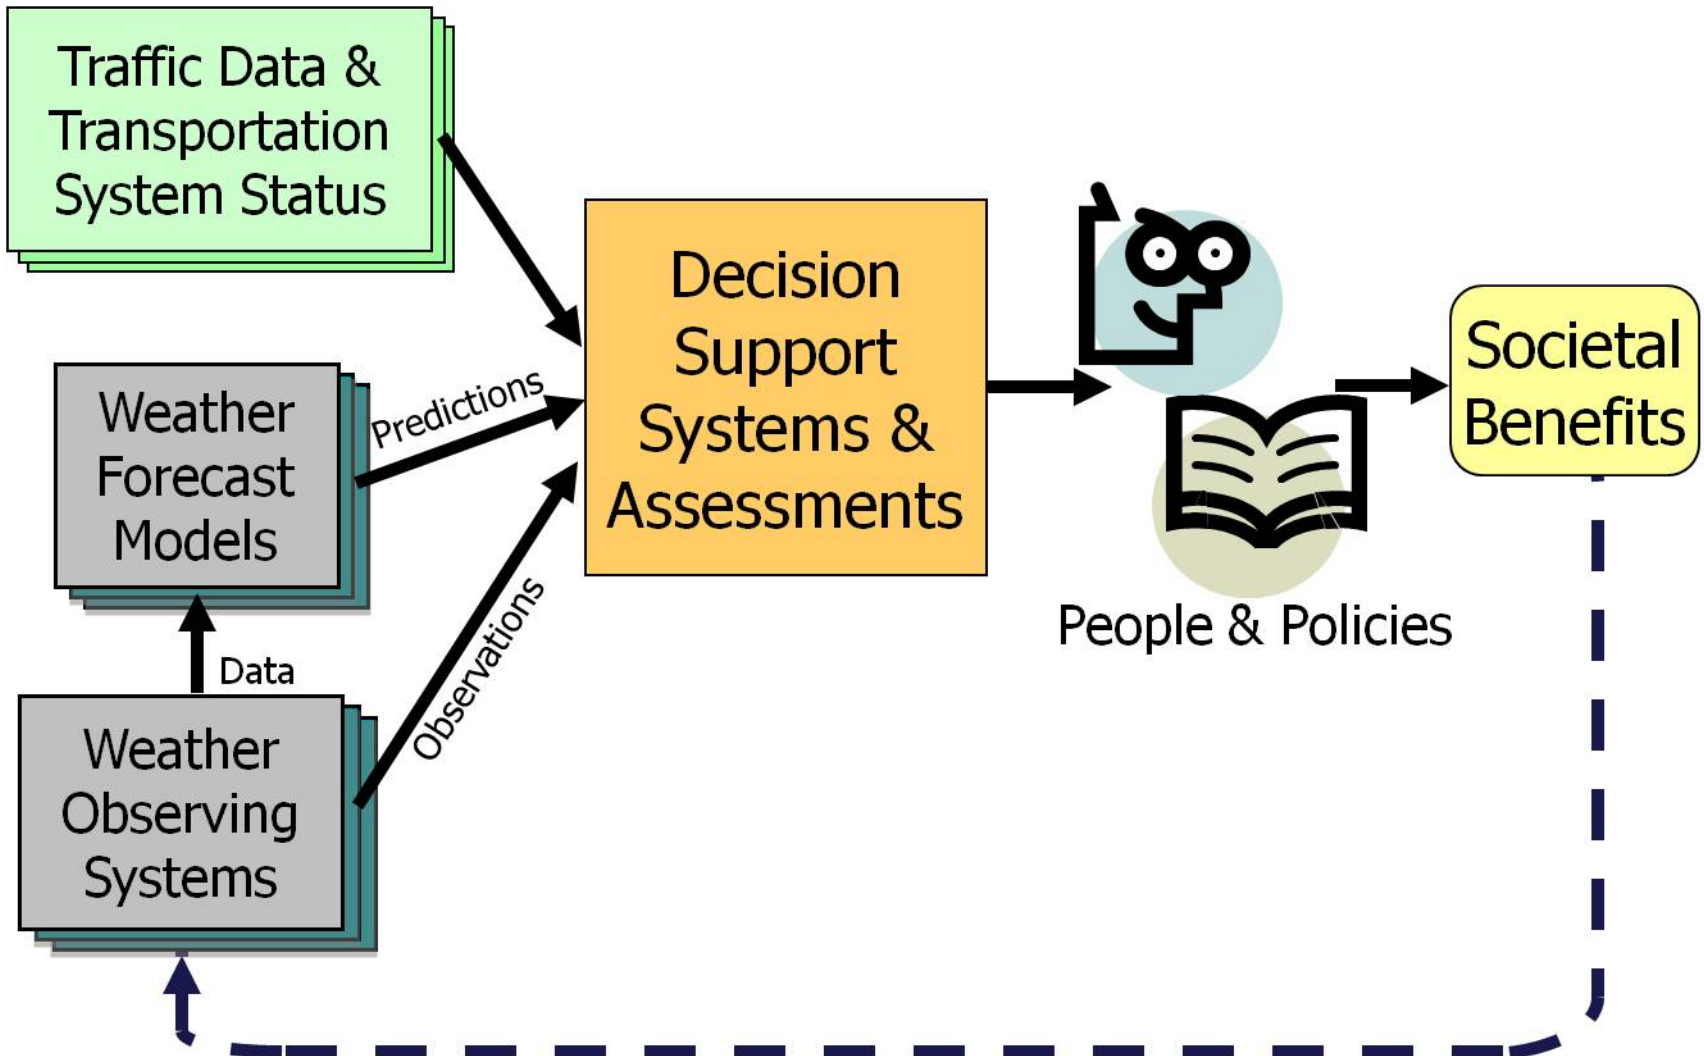 Traffic Data &
Transportation
System Status
Weather
Forecast
Models
Predictions
Data
Weather
Observing
Systems
Observations
Decision
Support
Systems &
Assessments
People & Policies
Societal
Benefits